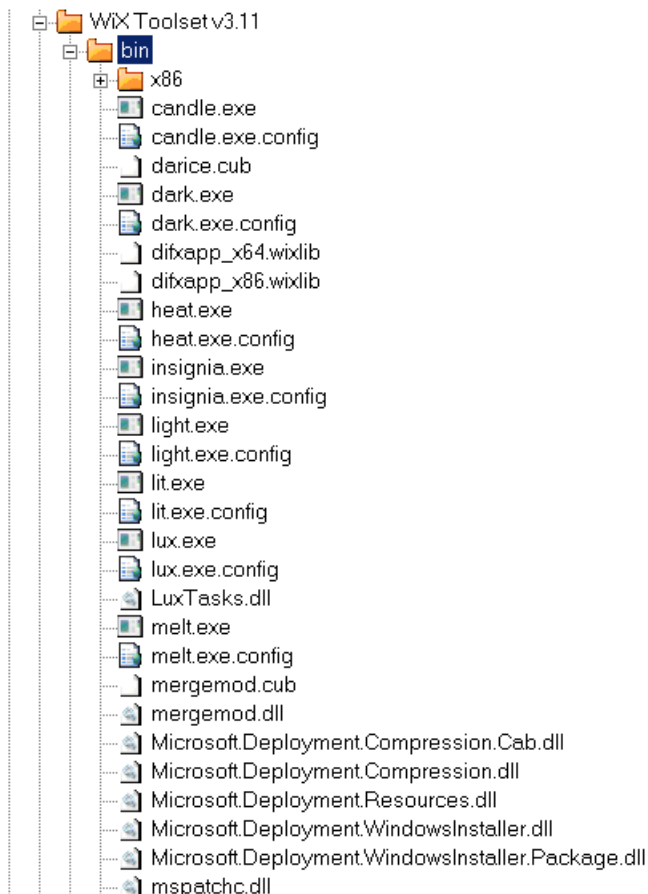 WiX Toolset v3.11
bin
x86
candle.exe
candle.exe.config
darice.cub
dark.exe
dark.exe.config
difxapp_x64.wixlib
difxapp_x86.wixlib
heat.exe
heat.exe.config
insignia.exe
insignia.exe.config
light.exe
light.exe.config
lit.exe
lit.exe.config
lux.exe
lux.exe.config
LuxTasks.dll
melt.exe
melt.exe.config
mergemod.cub
mergemod.dll
Microsoft.Deployment.Compression.Cab.dll
Microsoft.Deployment.Compression.dll
Microsoft.Deployment.Resources.dll
Microsoft.Deployment.WindowsInstaller.dll
Microsoft.Deployment.WindowsInstaller.Package.dll
mspatchc.dll